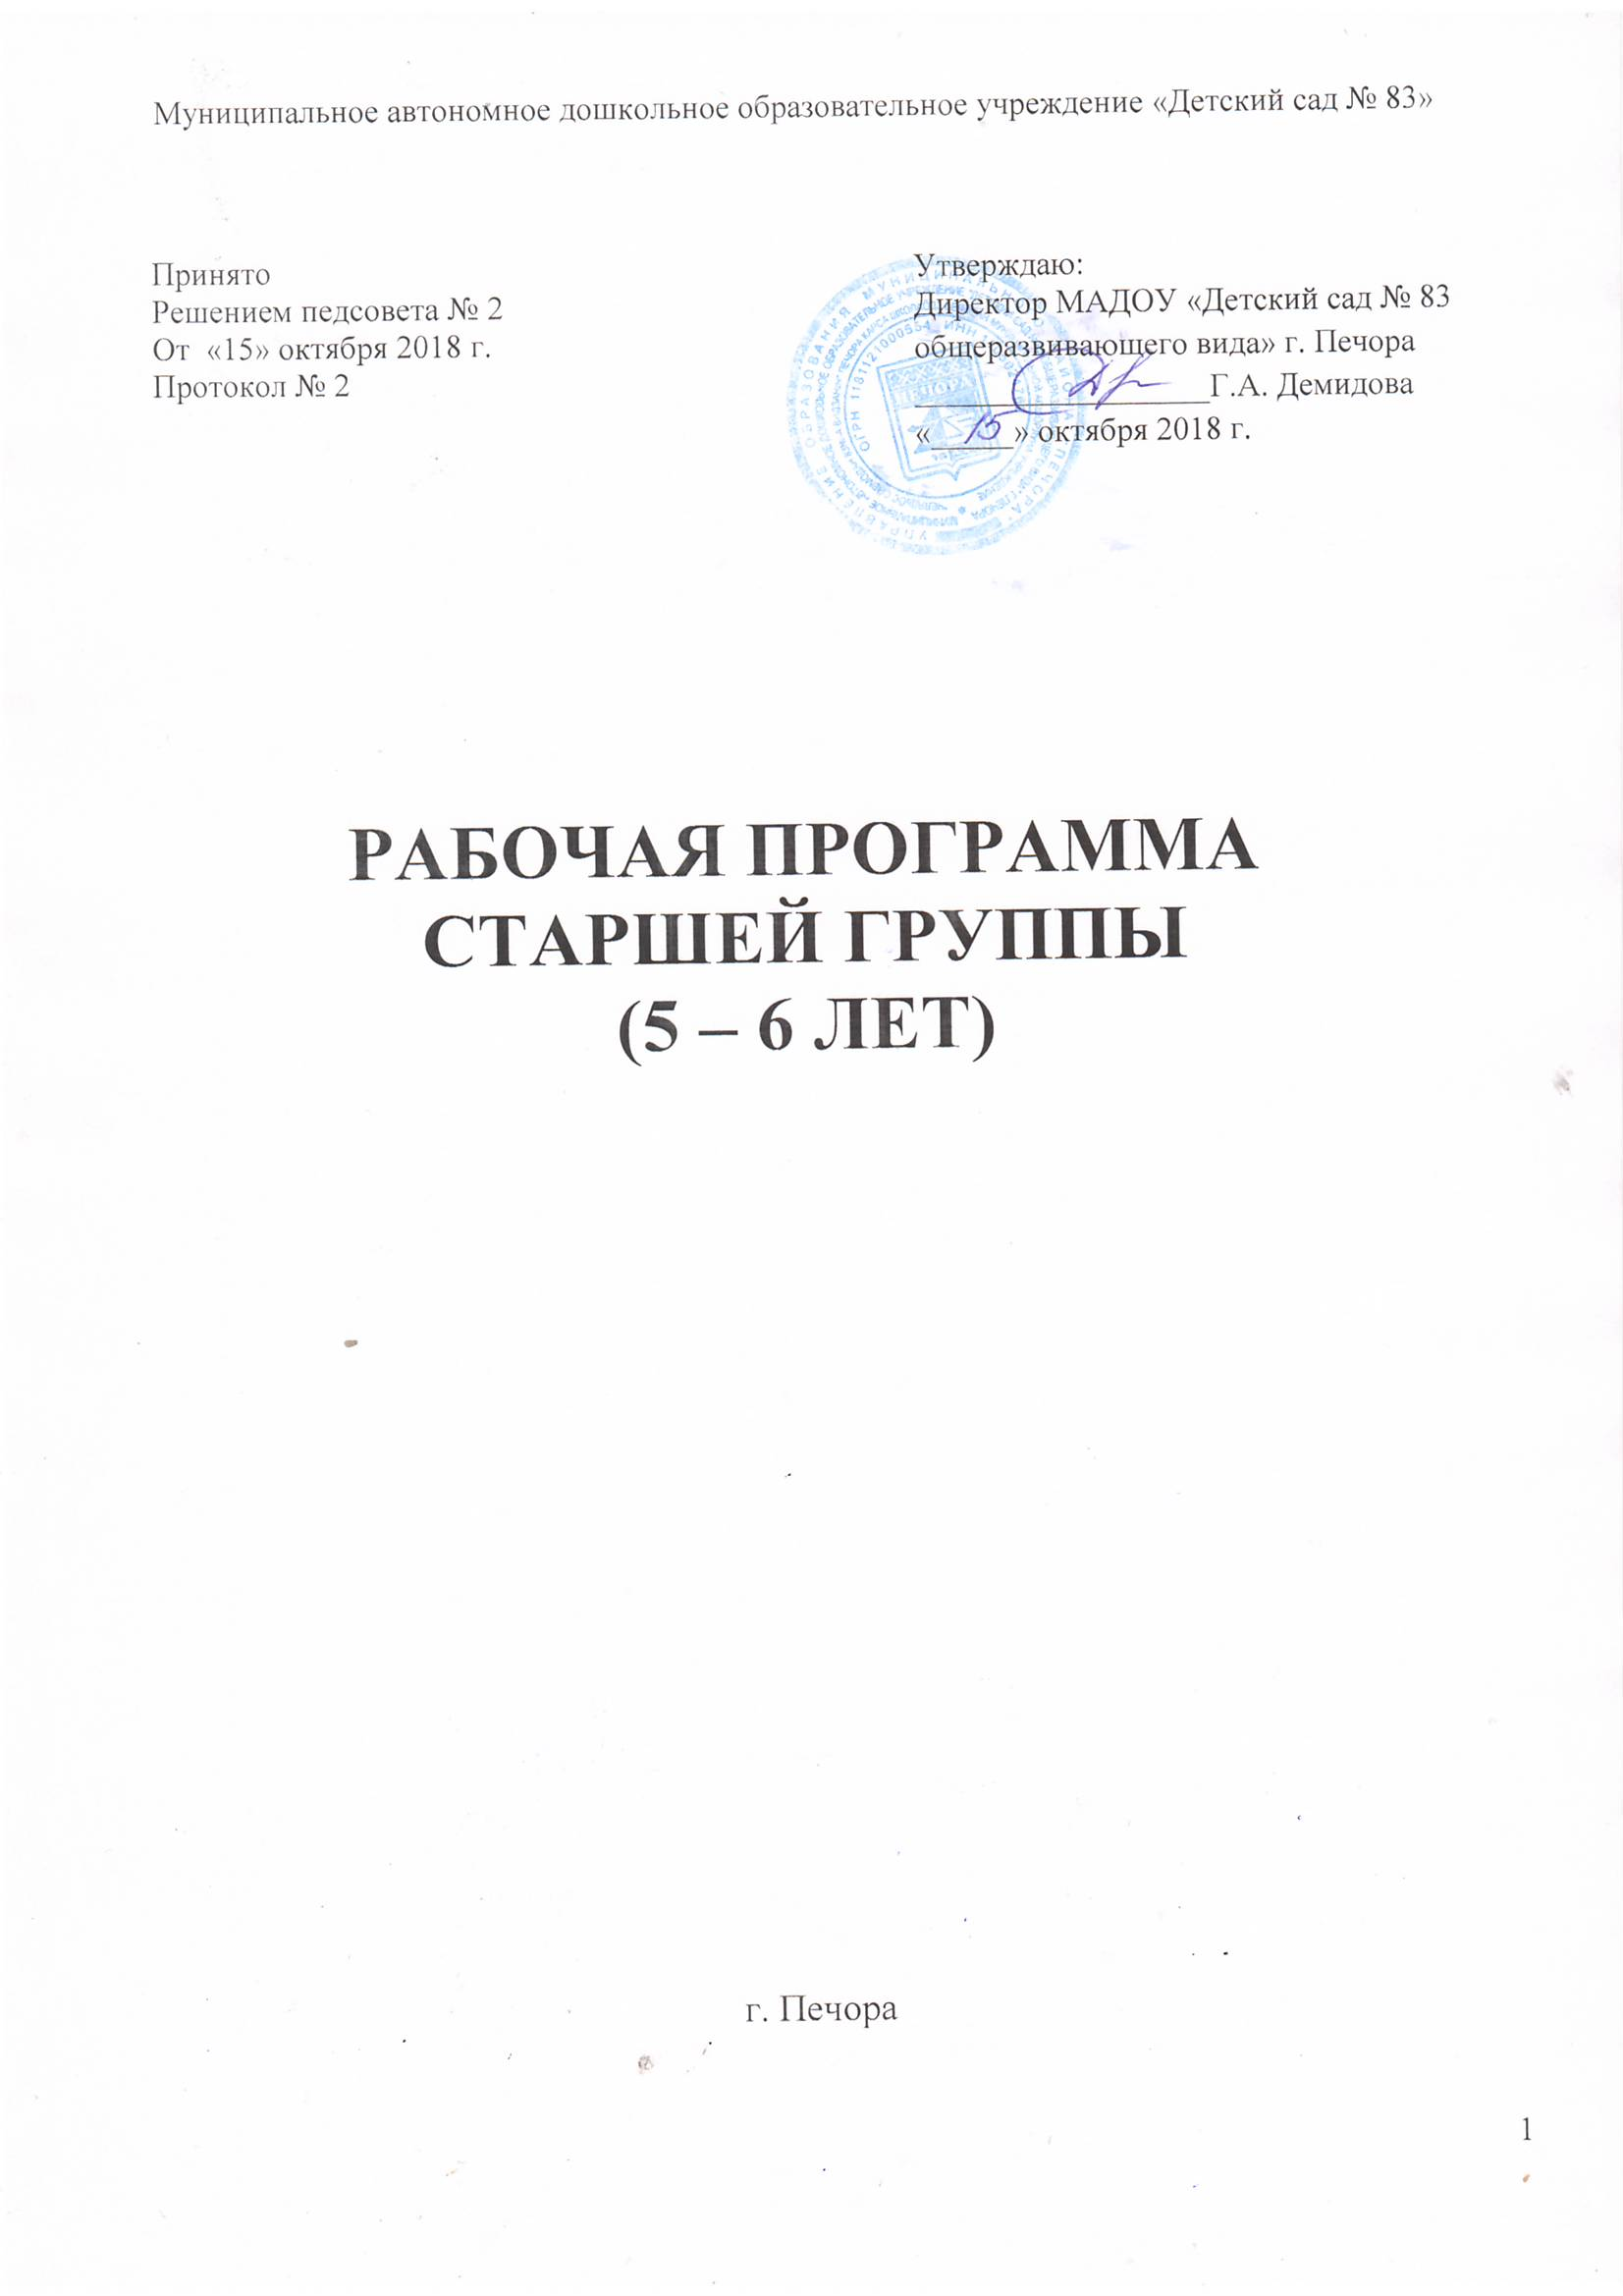 Муниципальное автономное дошкольное образовательное учреждение «Детский сад № 83»
Принято
Решением педсовета № 2
От «15» октября 2018 г.
Протокол № 2
Утверждаю:
Директор МАДОУ «Детский сад № 83
общеразвивающего вида» г. Печора
__________________Г.А. Демидова
«__15__» октября 2018 г.
РАБОЧАЯ ПРОГРАММА
СТАРШЕЙ ГРУППЫ
(5 – 6 ЛЕТ)
г. Печора
1